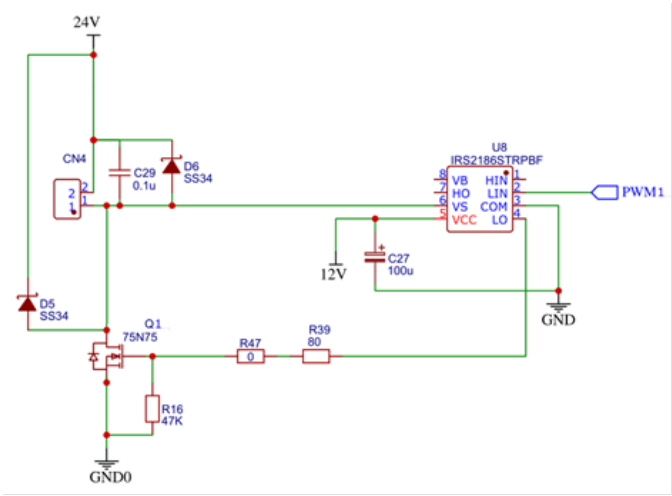 24V
CN4
2
2
1
1
C29
0.1u
D6
SS34
U8
IRS2186STRPBF
8
VB
HIN
1
7
HO
LIN
2
6
VS
COM
3
5
VCC
LO
4
PWM1
+
C27
100u
12V
GND
D5
SS34
Q1
75N75
R47
0
R39
80
R16
47K
GND0